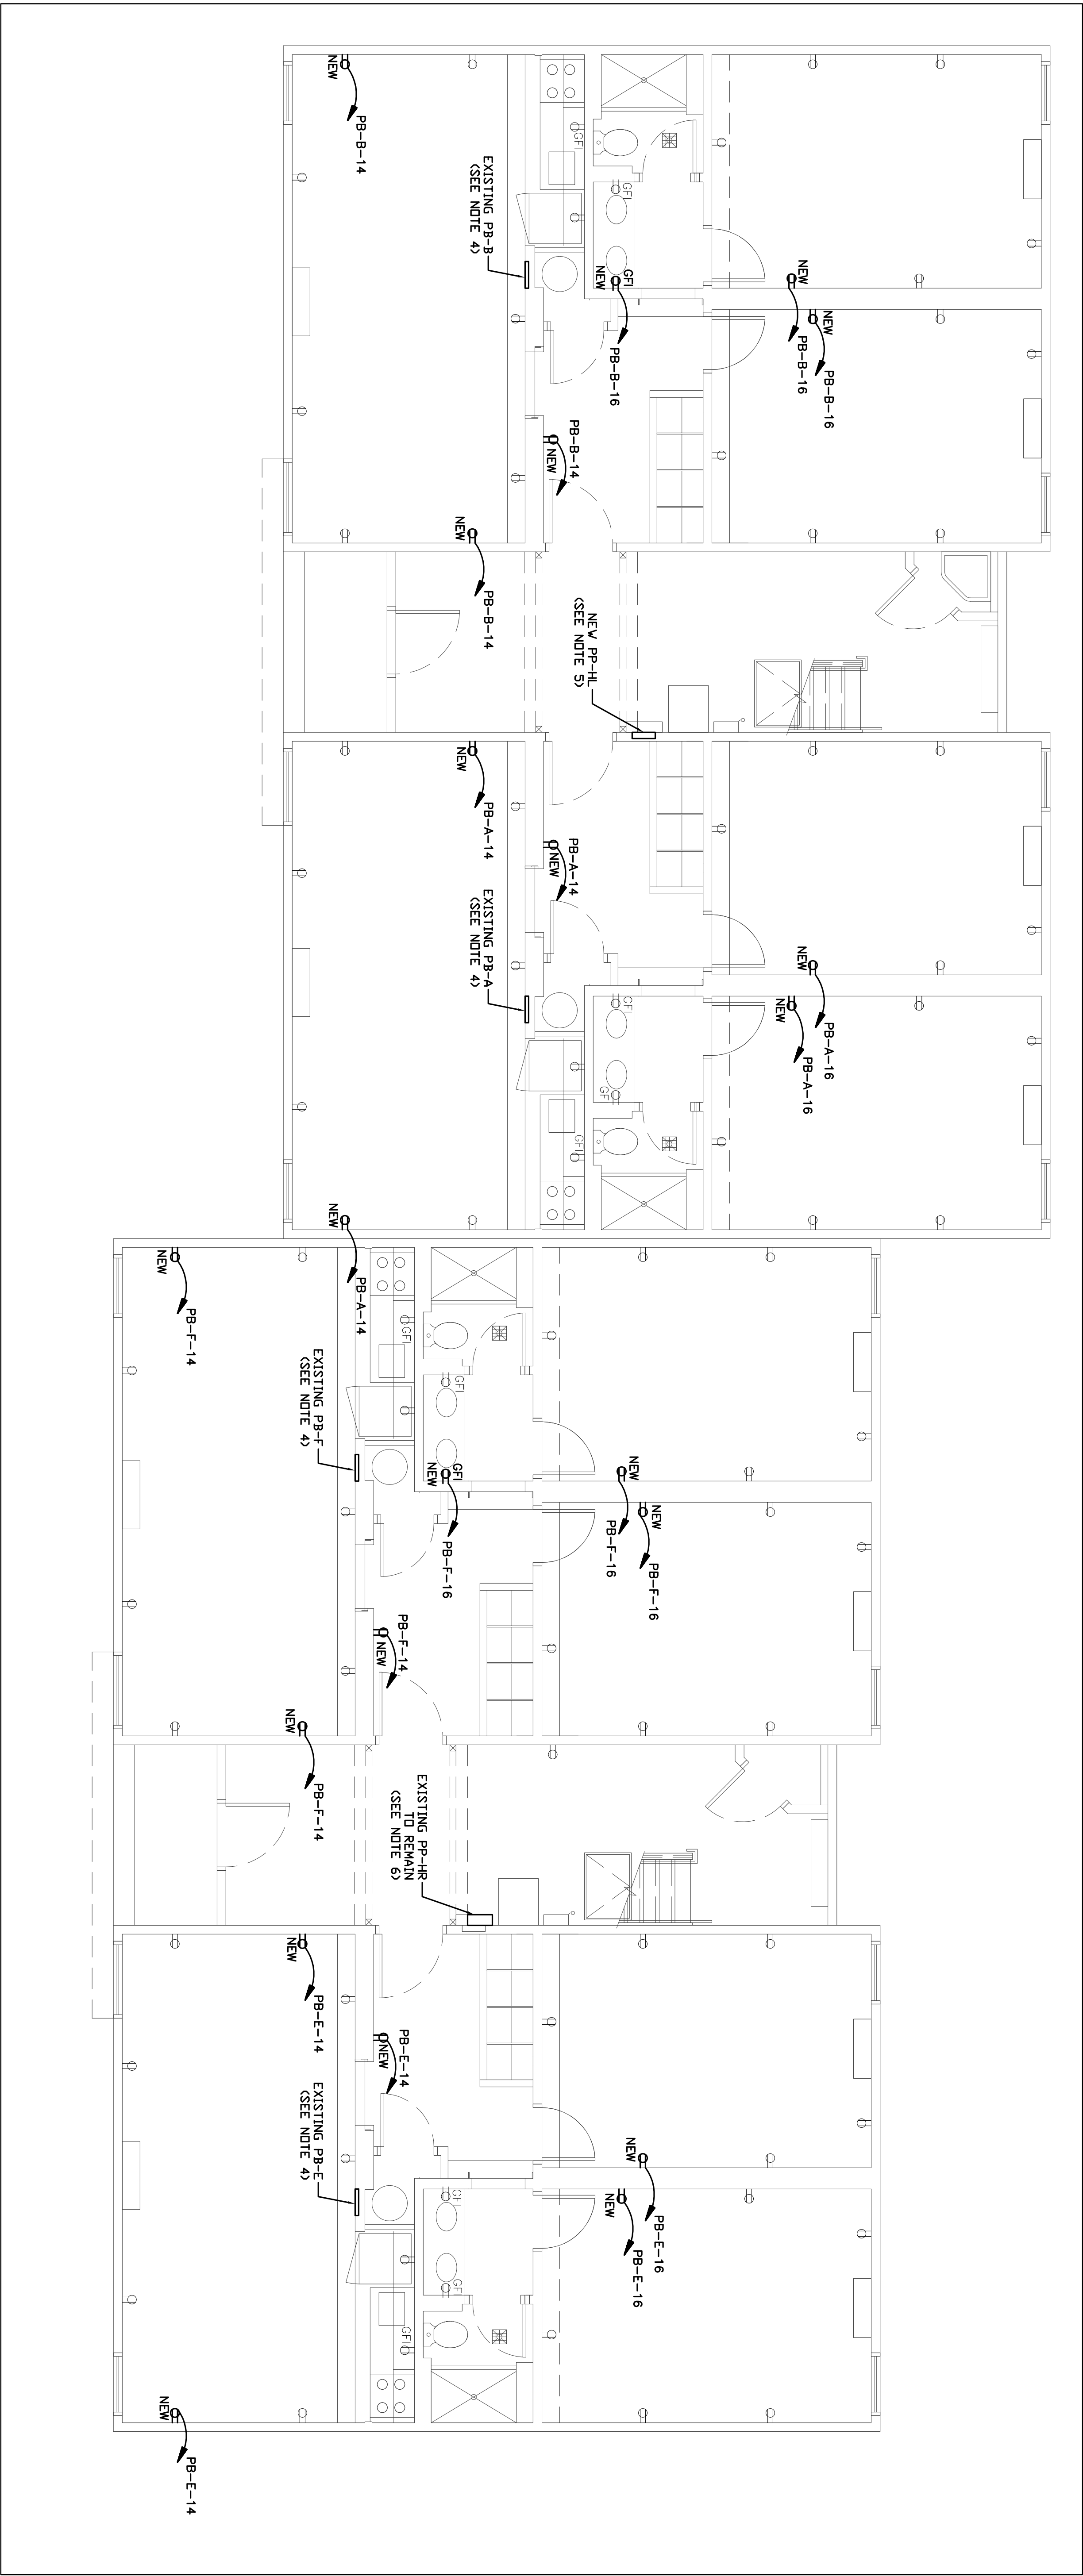 NEW
PB-B-16
NEW
PB-B-16
GFI
GFI
NEW
PB-B-16
GFI
PB-B-14
NEW
EXISTING PB-B
(SEE NOTE 4)
NEW
PB-B-14
NEW
PB-B-14
NEW PP-HL
(SEE NOTE 5)
NEW
PB-A-16
NEW
PB-A-16
GFI
GFI
GFI
PB-A-14
NEW
EXISTING PB-A
(SEE NOTE 4)
NEW
PB-A-14
NEW
PB-A-14
NEW
PB-F-16
NEW
PB-F-16
GFI
GFI
NEW
PB-F-16
GFI
PB-F-14
NEW
EXISTING PB-F
(SEE NOTE 4)
NEW
PB-F-14
NEW
PB-F-14
EXISTING PP-HR
TO REMAIN
(SEE NOTE 6)
NEW
PB-E-16
NEW
PB-E-16
GFI
GFI
GFI
PB-E-14
NEW
EXISTING PB-E
(SEE NOTE 4)
NEW
PB-E-14
NEW
PB-E-14